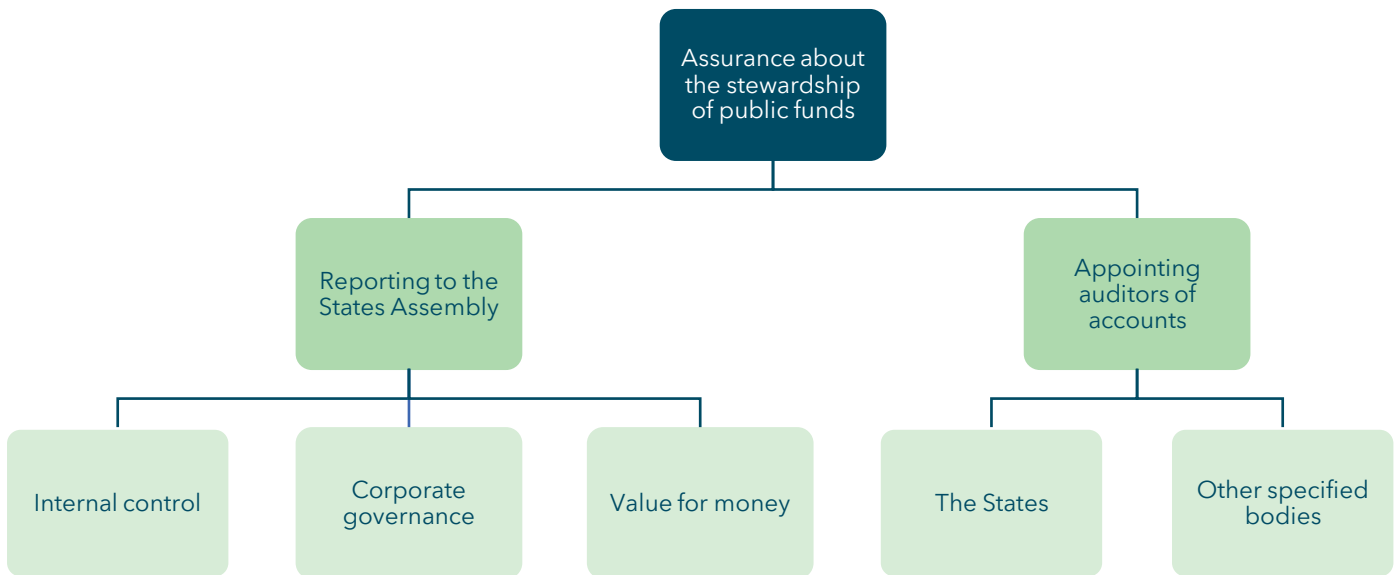 Assurance about
the stewardship
of public funds
Reporting to the
States Assembly
Appointing
auditors of
accounts
Internal control
Corporate
governance
Value for money
The States
Other specified
bodies